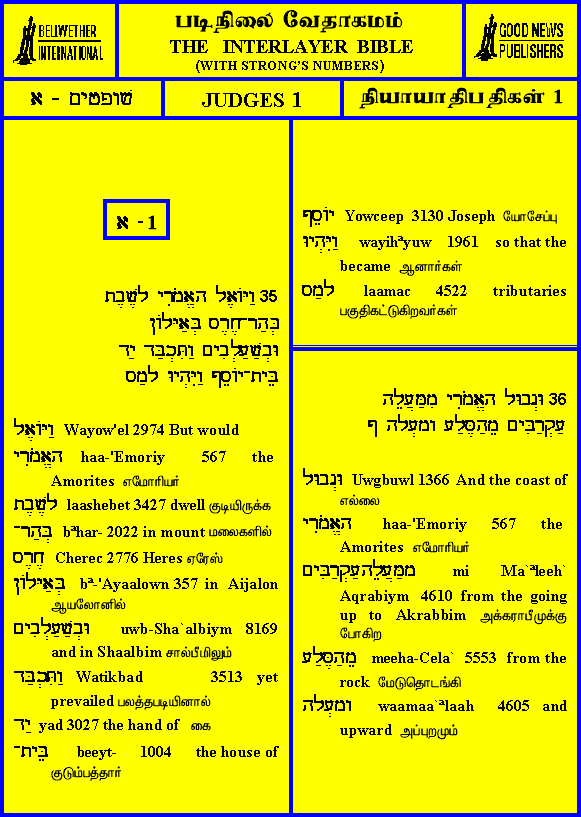 BELLWETHER
INTERNATIONAL
படிநிலை வேதாகமம்
THE INTERLAYER BIBLE
(WITH STRONG'S NUMBERS)
GOOD NEWS
PUBLISHERS
שופטים - א
JUDGES 1
நியாயாதிபதிகள் 1
א - 1
35 וַיּוֹאֶל הָאֱמֹרִי לָשֶׁבֶת
בְּהַר־חֶרֶס בְּאַיָּלוֹן
וּבְשַׁעַלְבִים וַתִּכְבַּד יַד
בֵּית־יוֹסֵף וַיִּהְיוּ לָמַס
וַיּוֹאֶל Wayow'el 2974 But would
הָאֱמֹרִי haa-'Emoriy 567 the
Amorites எமோரியர்
לָשֶׁבֶת laashebet 3427 dwell குடியிருக்க
בְּהַר־ bªhar- 2022 in mount மலைகளில்
חֶרֶס Cherec 2776 Heres ஏரேஸ்
בְּאַיָּלוֹן bª-'Ayaalown 357 in Aijalon
ஆயலோனில்
וּבְשַׁעַלְבִים uwb-Sha`albiym 8169
and in Shaalbim சால்பீமிலும்
וַתִּכְבַּד Watikbad 3513 yet
prevailed பலத்தபடியினால்
יַד yad 3027 the hand of கை
בֵּית־ beeyt- 1004 the house of
குடும்பத்தார்
יוֹסֵף Yowceep 3130 Joseph யோசேப்பு
וַיִּהְיוּ wayihªyuw 1961 so that the
became ஆனார்கள்
לָמַס laamac 4522 tributaries
பகுதிகட்டுகிறவர்கள்
36 וּגְבוּל הָאֱמֹרִי מִמַּעֲלֵה
עַקְרַבִּים מֵהַסֶּלַע וָמָעְלָה ף
וּגְבוּל Uwgbuwl 1366 And the coast of
எல்லை
הָאֱמֹרִי haa-'Emoriy 567 the
Amorites எமோரியர்
מִמַּעֲלֵה עַקְרַבִּים mi Ma`ªleeh`
Aqrabiym 4610 from the going
up to Akrabbim அக்கராபீமுக்கு
போகிற
מֵהַסֶּלַע meeha-Cela` 5553 from the
rock மேடுதொடங்கி
וָמָעְלָה waamaa`ªlaah 4605 and
upward அப்புறமும்